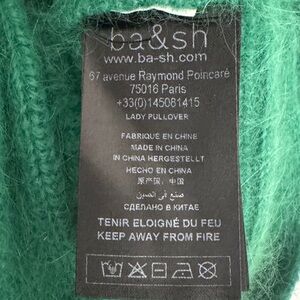 ba&sh
www.ba-sh.com
67 avenue Raymond Poincaré
75016 Paris
+33(0)145081415
LADY PULLOVER
FABRIQUÉ EN CHINE
MADE IN CHINA
IN CHINA HERGESTELLT
HECHO EN CHINA
原产国：中国
صنع في الصين
СДЕЛАНО В КИТАЕ
TENIR ELOIGNÉ DU FEU
KEEP AWAY FROM FIRE